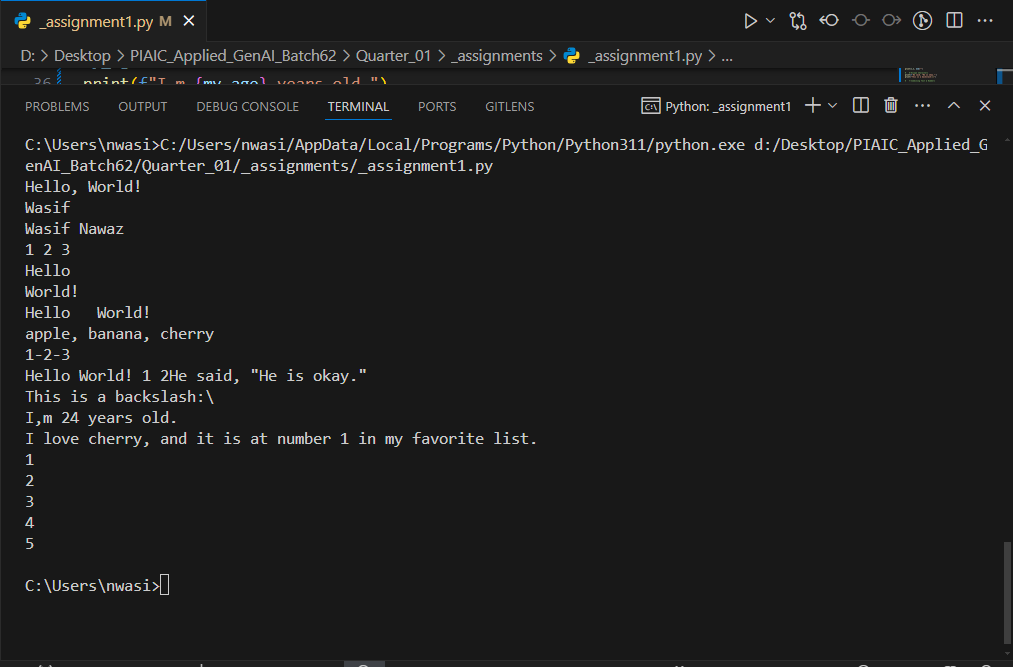 _assignment1.py M
D: > Desktop > PIAIC_Applied_GenAI_Batch62 > Quarter_01 > _assignments > _assignment1.py > ...
36 print(f"I,m {my_age} years old.")
PROBLEMS OUTPUT DEBUG CONSOLE TERMINAL PORTS GITLENS Python: _assignment1
C:\Users\nwasi>C:/Users/nwasi/AppData/Local/Programs/Python/Python311/python.exe d:/Desktop/PIAIC_Applied_G
enAI_Batch62/Quarter_01/_assignments/_assignment1.py
Hello, World!
Wasif
Wasif Nawaz
1 2 3
Hello
World!
Hello   World!
apple, banana, cherry
1-2-3
Hello World! 1 2He said, "He is okay."
This is a backslash:\
I,m 24 years old.
I love cherry, and it is at number 1 in my favorite list.
1
2
3
4
5
C:\Users\nwasi>